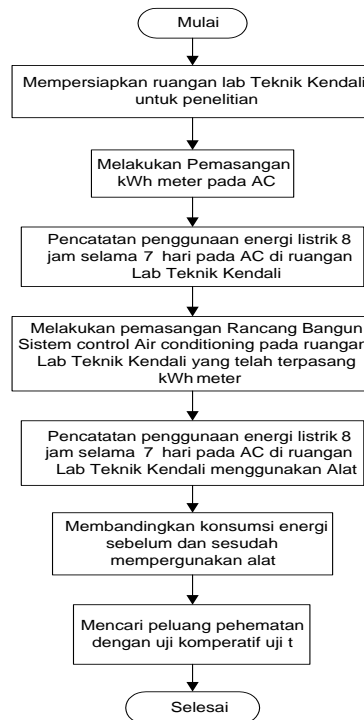 Mulai
Mempersiapkan ruangan lab Teknik Kendali
untuk penelitian
Melakukan Pemasangan
kWh meter pada AC
Pencatatan penggunaan energi listrik 8
jam selama 7 hari pada AC di ruangan
Lab Teknik Kendali
Melakukan pemasangan Rancang Bangun
Sistem control Air conditioning pada ruangan
Lab Teknik Kendali yang telah terpasang
kWh meter
Pencatatan penggunaan energi listrik 8
jam selama 7 hari pada AC di ruangan
Lab Teknik Kendali menggunakan Alat
Membandingkan konsumsi energi
sebelum dan sesudah
mempergunakan alat
Mencari peluang pehematan
dengan uji komperatif uji t
Selesai